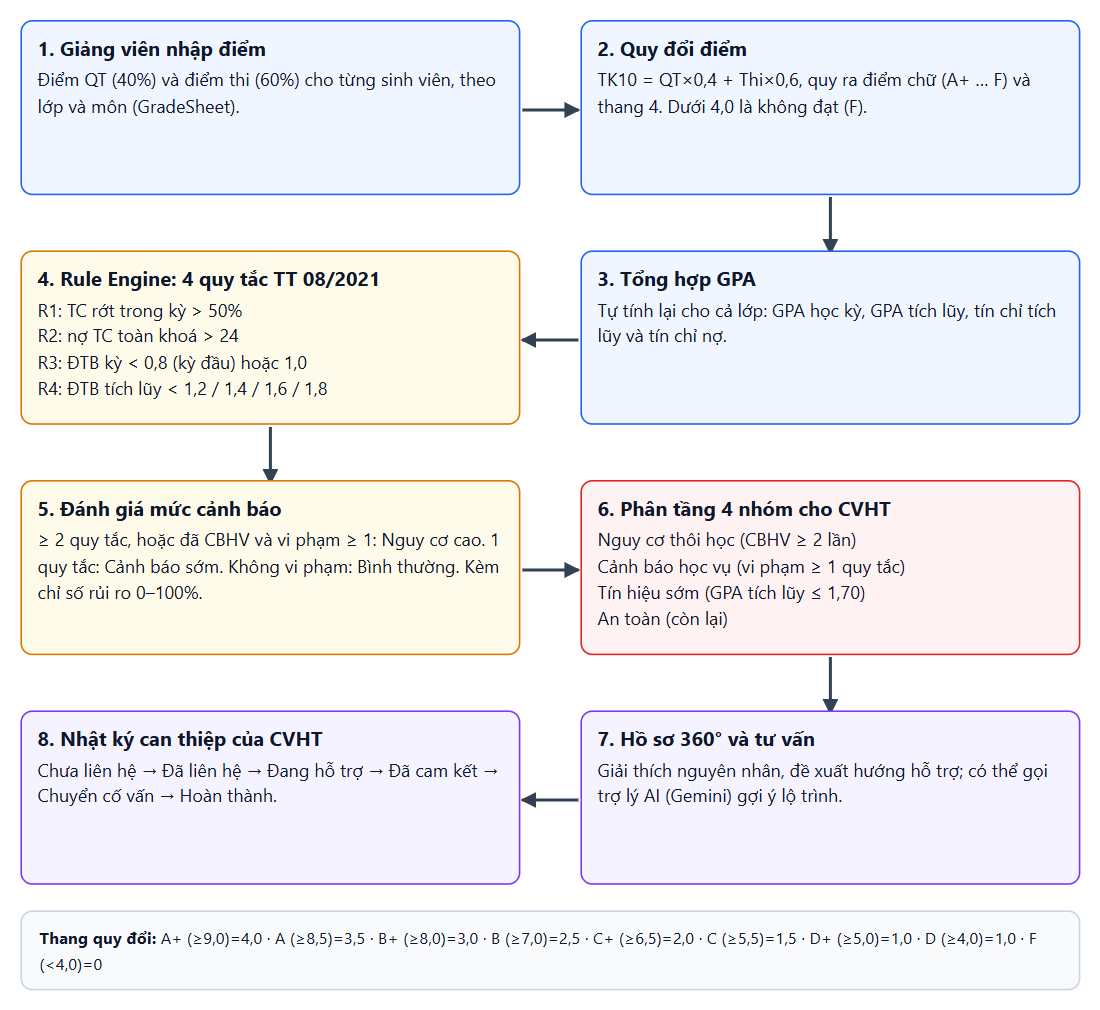 1. Giảng viên nhập điểm
Điểm QT (40%) và điểm thi (60%) cho từng sinh viên, theo
lớp và môn (GradeSheet).
2. Quy đổi điểm
TK10 = QT×0,4 + Thi×0,6, quy ra điểm chữ (A+ … F) và
thang 4. Dưới 4,0 là không đạt (F).
3. Tổng hợp GPA
Tự tính lại cho cả lớp: GPA học kỳ, GPA tích lũy, tín chỉ tích
lũy và tín chỉ nợ.
4. Rule Engine: 4 quy tắc TT 08/2021
R1: TC rớt trong kỳ > 50%
R2: nợ TC toàn khoá > 24
R3: ĐTB kỳ < 0,8 (kỳ đầu) hoặc 1,0
R4: ĐTB tích lũy < 1,2 / 1,4 / 1,6 / 1,8
5. Đánh giá mức cảnh báo
≥ 2 quy tắc, hoặc đã CBHV và vi phạm ≥ 1: Nguy cơ cao. 1
quy tắc: Cảnh báo sớm. Không vi phạm: Bình thường. Kèm
chỉ số rủi ro 0–100%.
6. Phân tầng 4 nhóm cho CVHT
Nguy cơ thôi học (CBHV ≥ 2 lần)
Cảnh báo học vụ (vi phạm ≥ 1 quy tắc)
Tín hiệu sớm (GPA tích lũy ≤ 1,70)
An toàn (còn lại)
7. Hồ sơ 360° và tư vấn
Giải thích nguyên nhân, đề xuất hướng hỗ trợ; có thể gọi
trợ lý AI (Gemini) gợi ý lộ trình.
8. Nhật ký can thiệp của CVHT
Chưa liên hệ → Đã liên hệ → Đang hỗ trợ → Đã cam kết →
Chuyển cố vấn → Hoàn thành.
Thang quy đổi: A+ (≥9,0)=4,0 · A (≥8,5)=3,5 · B+ (≥8,0)=3,0 · B (≥7,0)=2,5 · C+ (≥6,5)=2,0 · C (≥5,5)=1,5 · D+ (≥5,0)=1,0 · D (≥4,0)=1,0 · F
(<4,0)=0